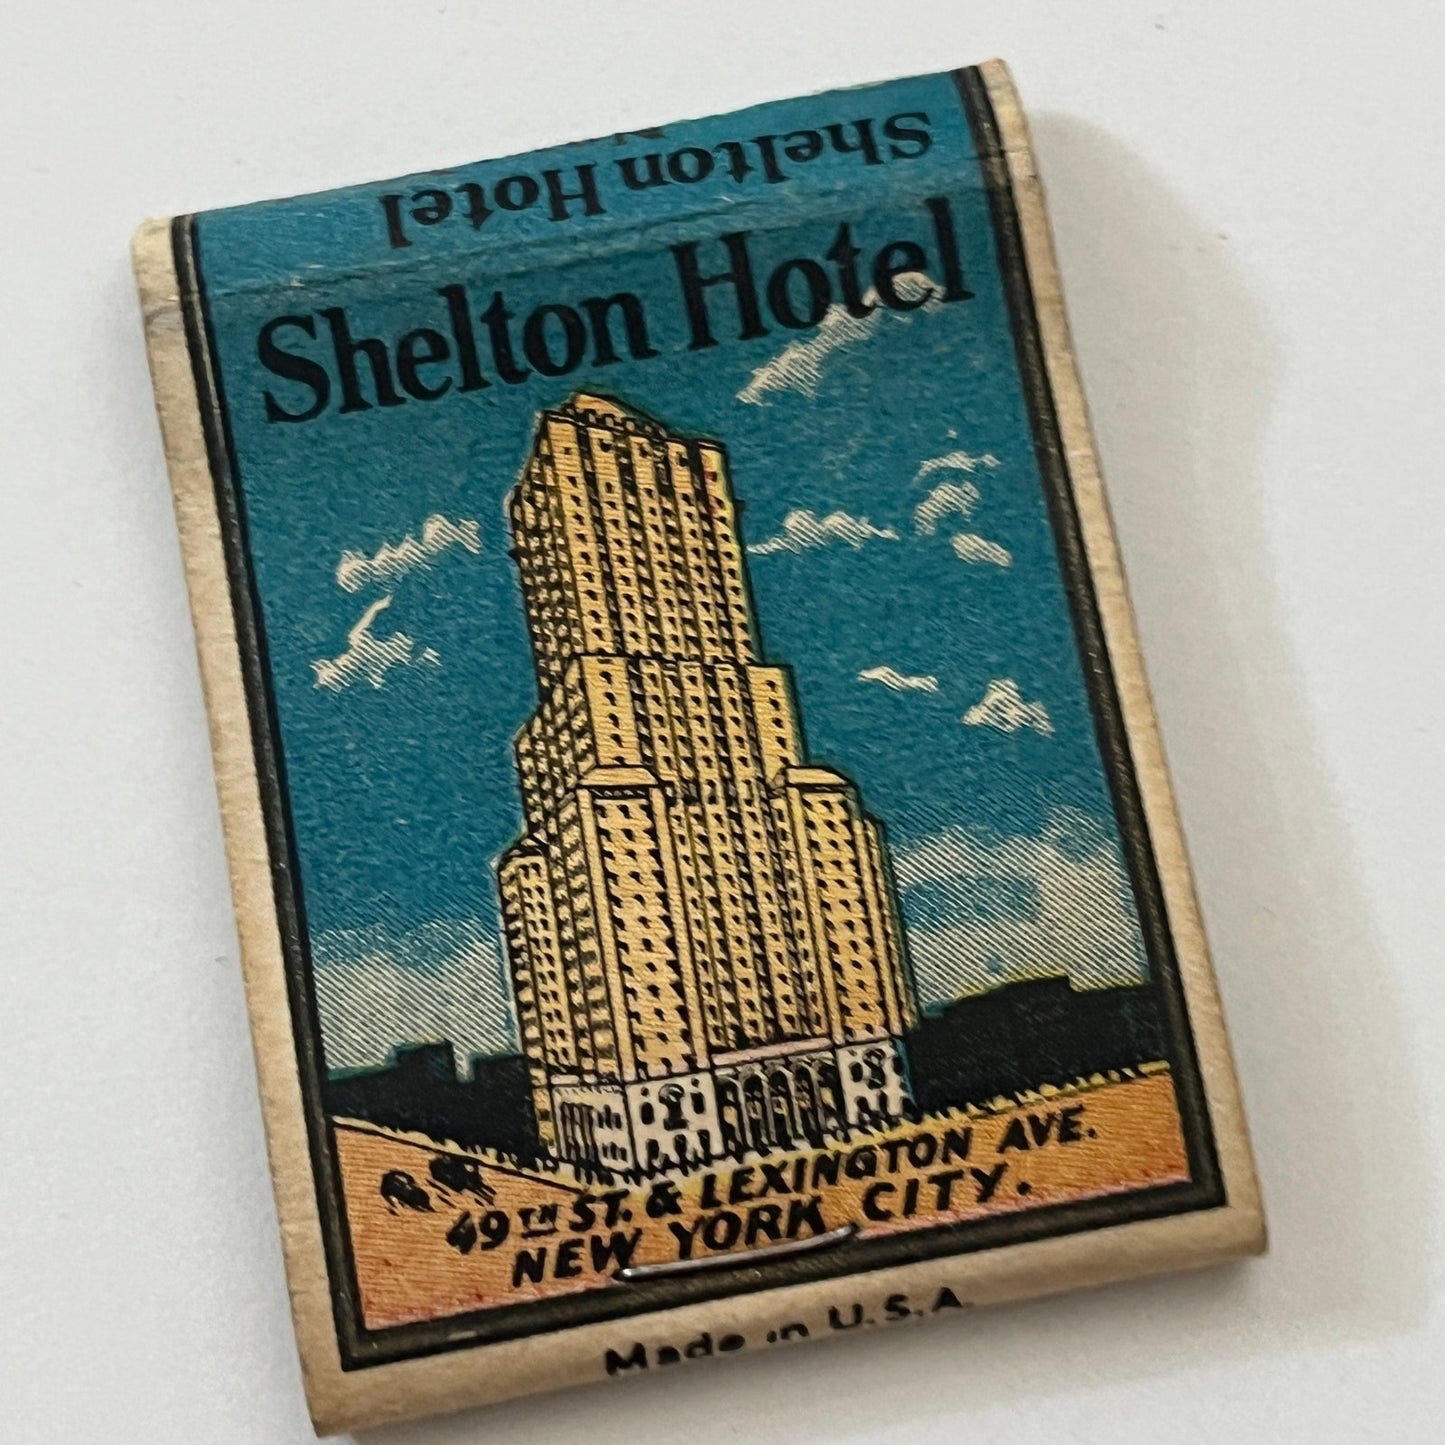 Shelton Hotel
Shelton Hotel
49TH ST. & LEXINGTON AVE.
NEW YORK CITY.
Made in U.S.A.